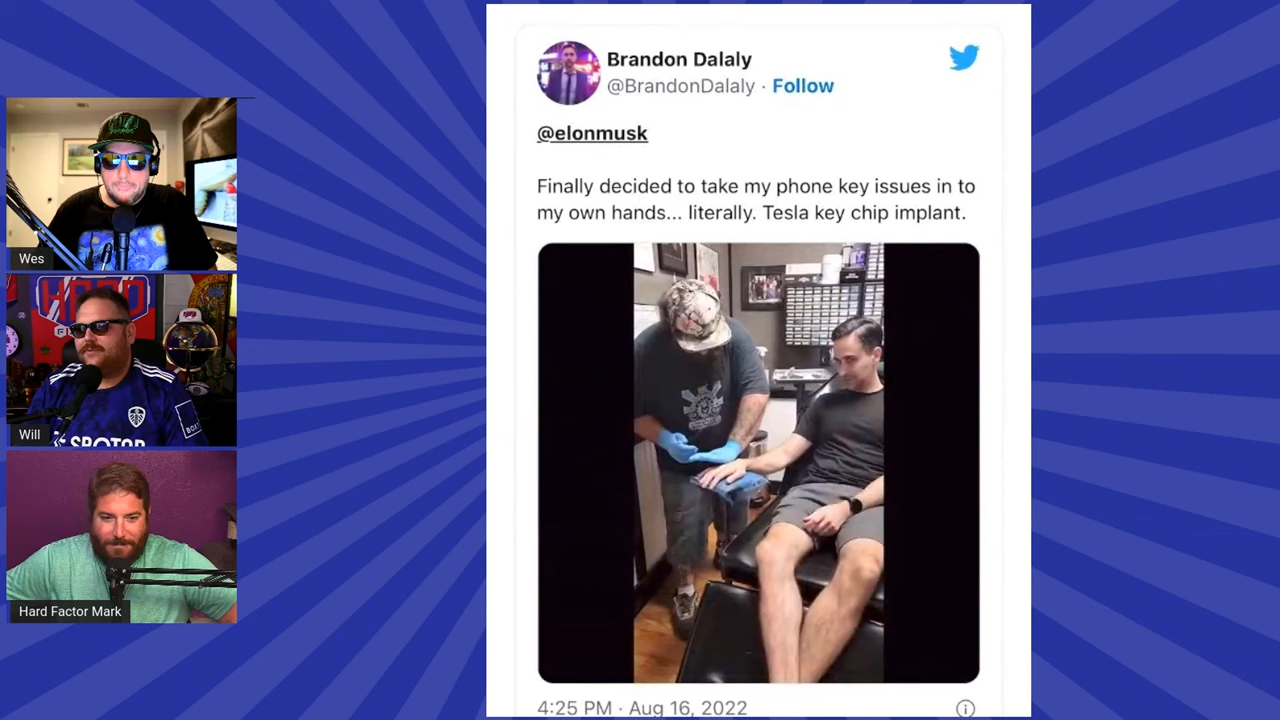 Brandon Dalaly
@BrandonDalaly · Follow
@elonmusk
Finally decided to take my phone key issues in to
my own hands... literally. Tesla key chip implant.
4:25 PM · Aug 16, 2022
Wes
Will
SPOTOR
Hard Factor Mark